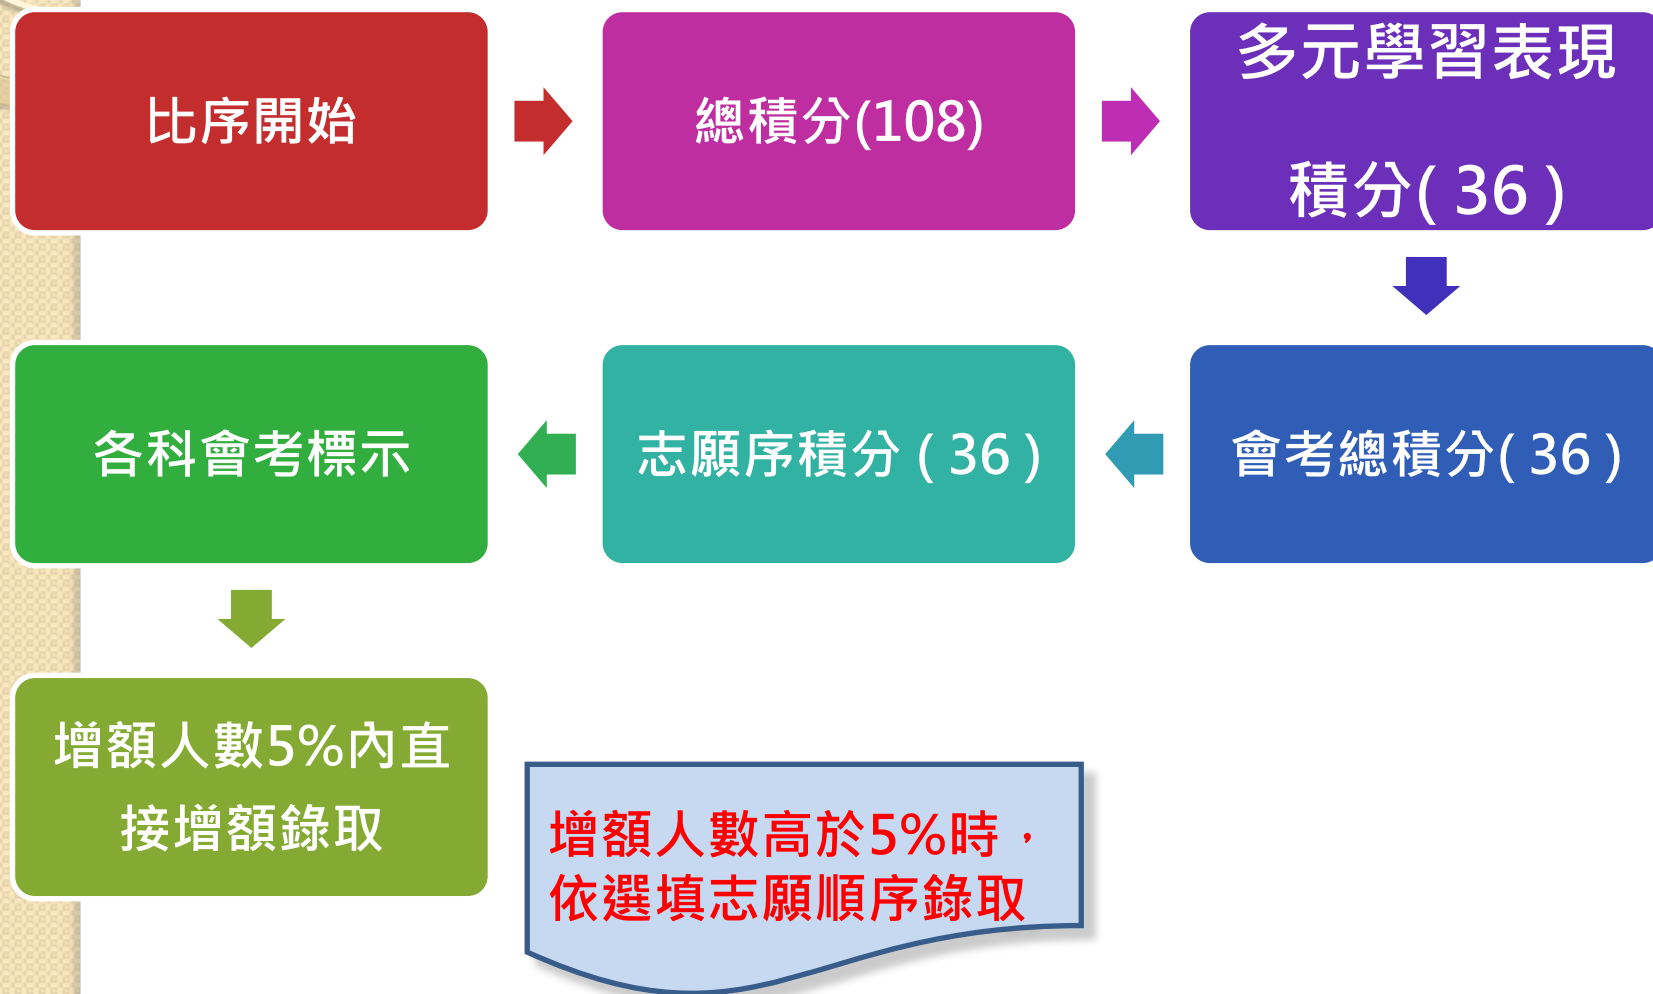 比序開始
總積分(108)
多元學習表現
積分( 36 )
會考總積分( 36 )
志願序積分 ( 36 )
各科會考標示
增額人數5%內直
接增額錄取
增額人數高於5%時，
依選填志願順序錄取